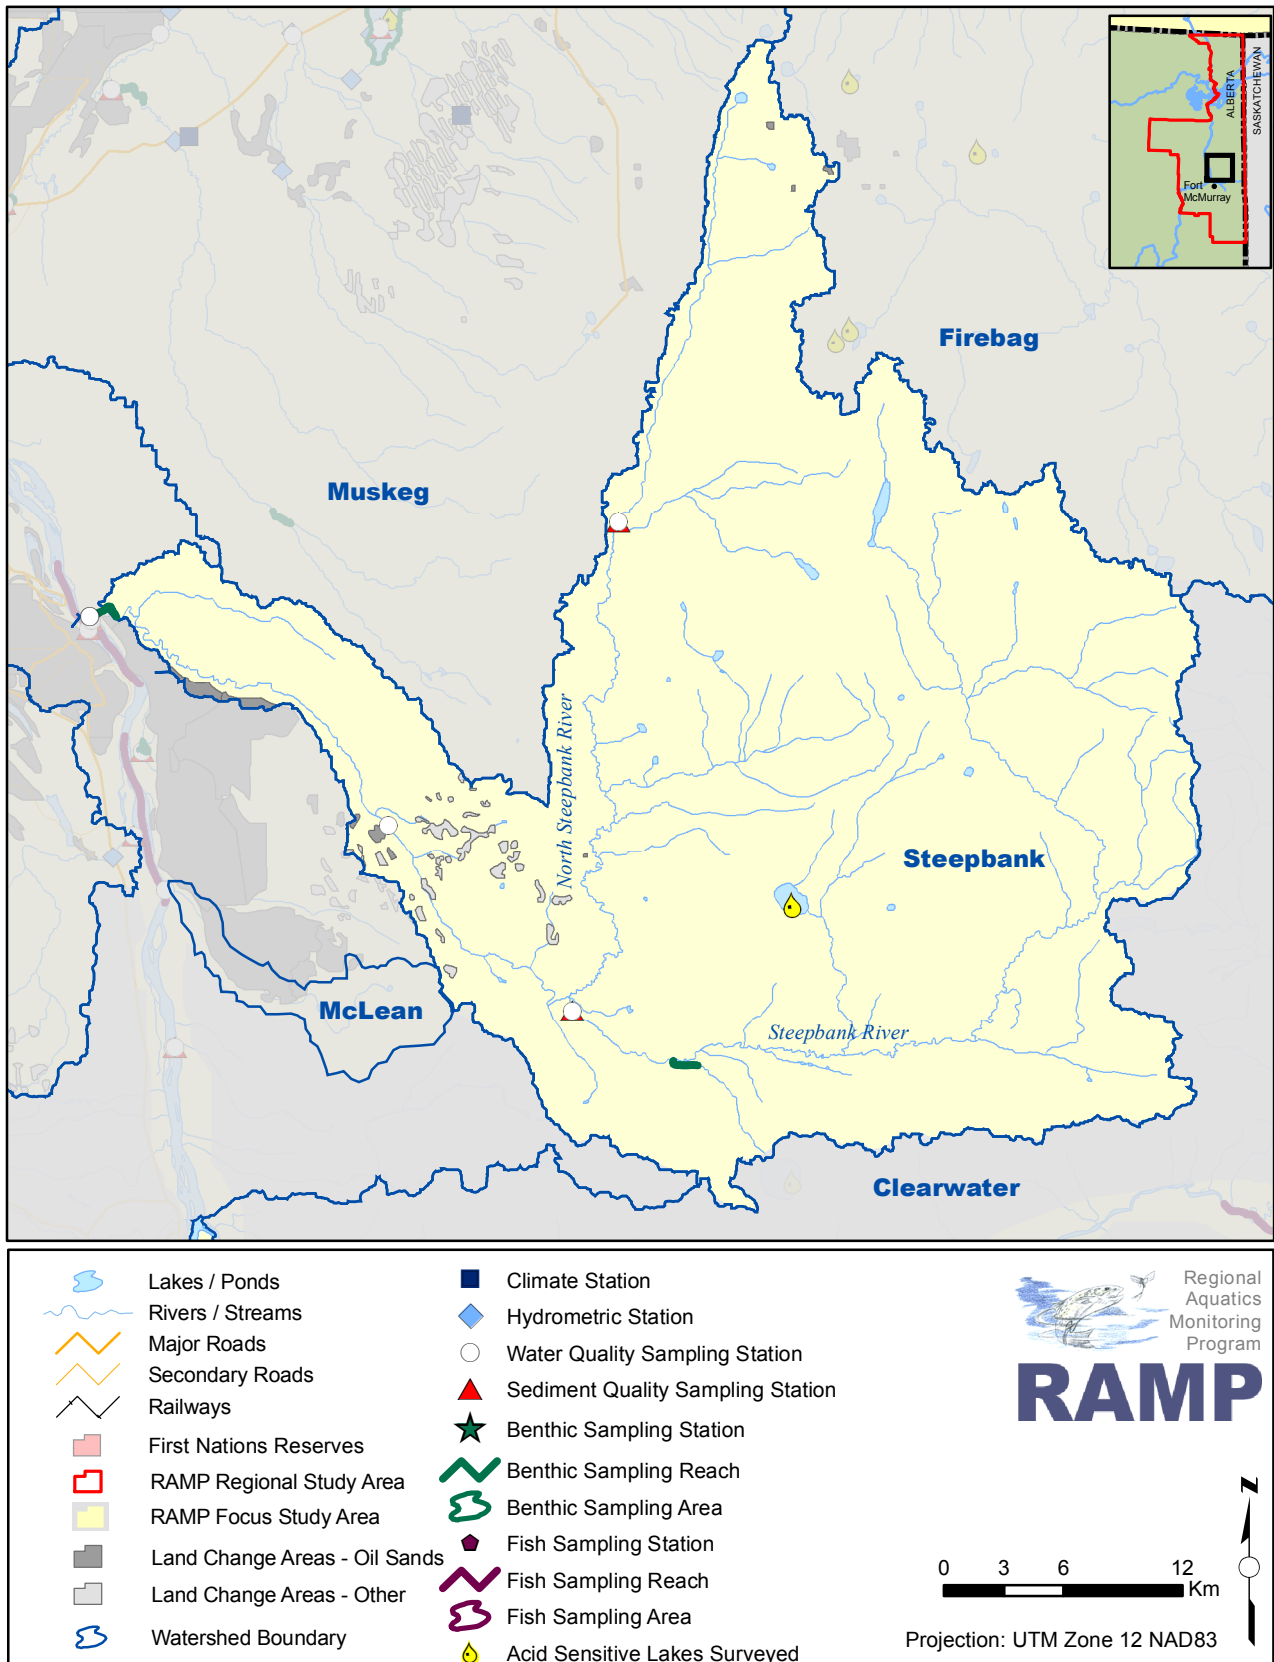 ALBERTA
SASKATCHEWAN
Fort
McMurray
Firebag
Muskeg
North Steepbank River
Steepbank
McLean
Steepbank River
Clearwater
Lakes / Ponds
Rivers / Streams
Major Roads
Secondary Roads
Railways
First Nations Reserves
RAMP Regional Study Area
RAMP Focus Study Area
Land Change Areas - Oil Sands
Land Change Areas - Other
Watershed Boundary
Climate Station
Hydrometric Station
Water Quality Sampling Station
Sediment Quality Sampling Station
Benthic Sampling Station
Benthic Sampling Reach
Benthic Sampling Area
Fish Sampling Station
Fish Sampling Reach
Fish Sampling Area
Acid Sensitive Lakes Surveyed
Regional
Aquatics
Monitoring
Program
RAMP
N
0 3 6 12
Km
Projection: UTM Zone 12 NAD83